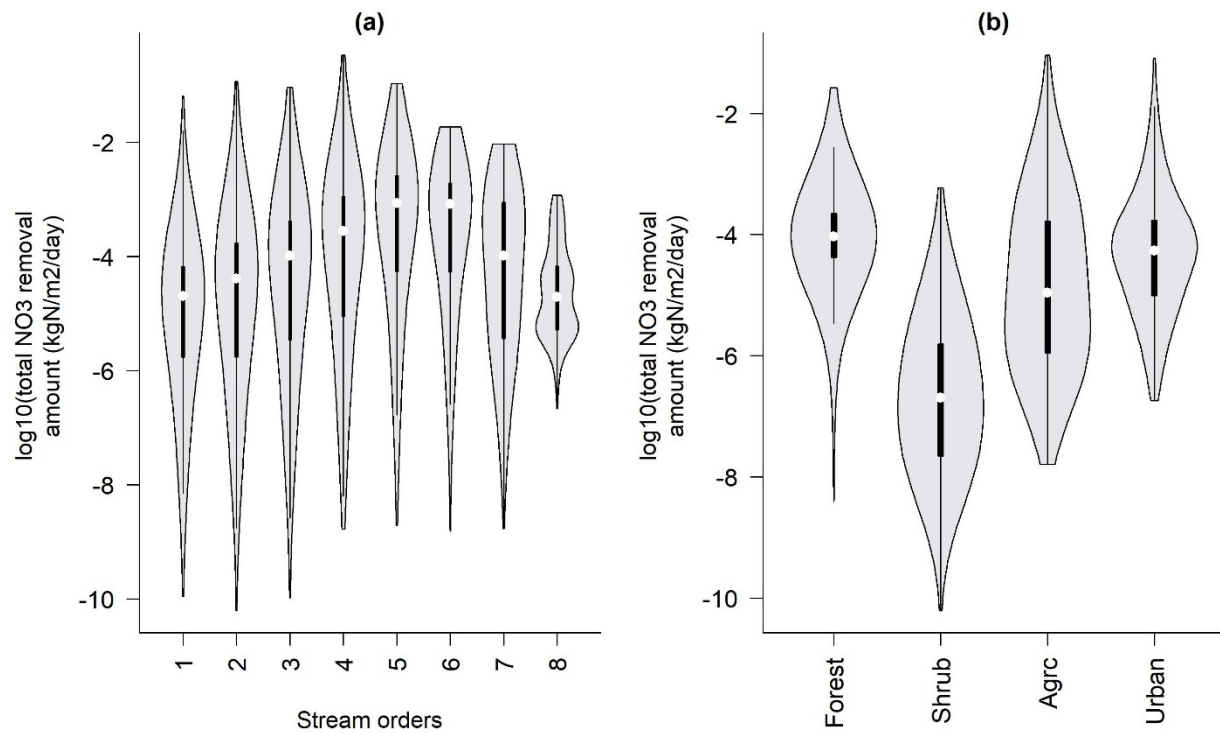 (a)
log10(total NO3 removal
amount (kgN/m2/day)
-2
-4
-6
-8
-10
1 2 3 4 5 6 7 8
Stream orders
(b)
log10(total NO3 removal
amount (kgN/m2/day)
-2
-4
-6
-8
-10
Forest Shrub Agrc Urban